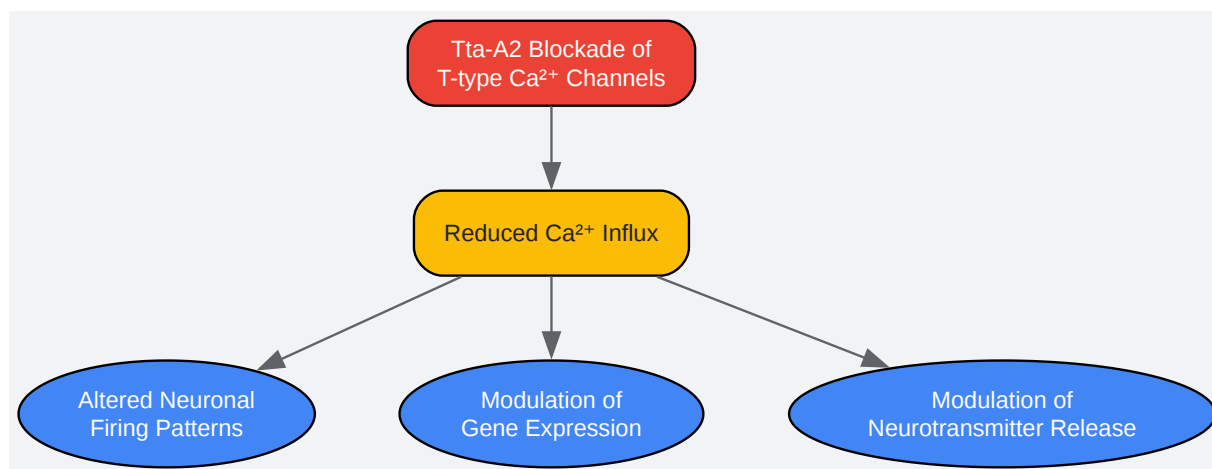 Tta-A2 Blockade of
T-type Ca²⁺ Channels
Reduced Ca²⁺ Influx
Altered Neuronal
Firing Patterns
Modulation of
Gene Expression
Modulation of
Neurotransmitter Release